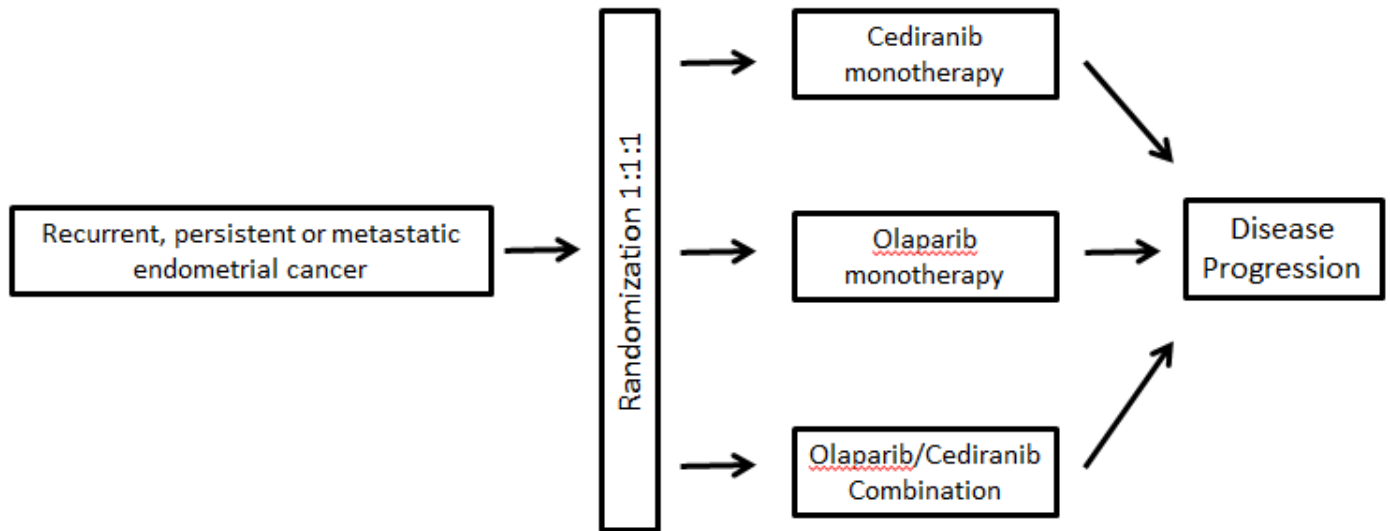 Recurrent, persistent or metastatic
endometrial cancer
Randomization 1:1:1
Cediranib
monotherapy
Olaparib
monotherapy
Olaparib/Cediranib
Combination
Disease
Progression